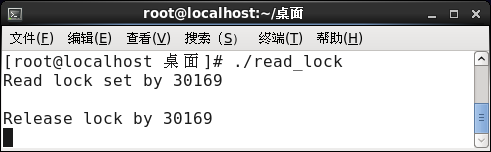 root@localhost:~/桌面
文件(F) 编辑(E) 查看(V) 搜索 (S) 终端(T) 帮助(H)
[root@localhost 桌面]# ./read_lock
Read lock set by 30169
Release lock by 30169